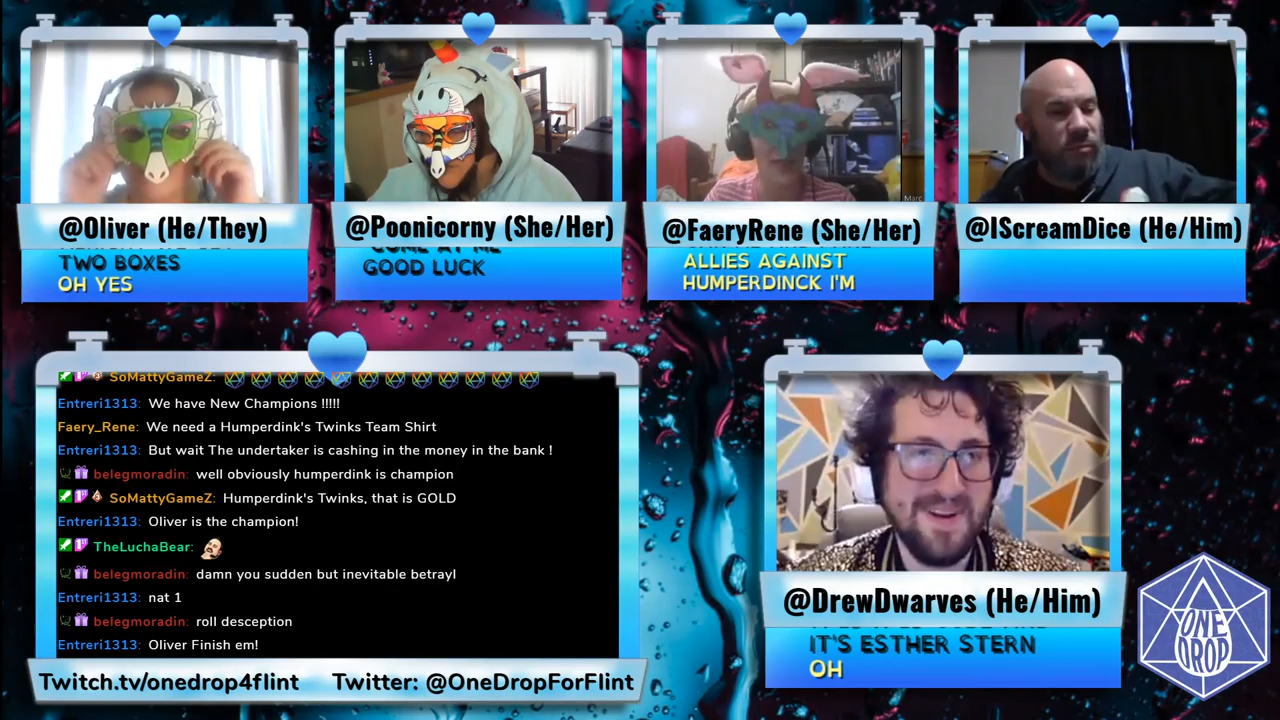 @Oliver (He/They)
TWO BOXES
OH YES
@Poonicorny (She/Her)
COME AT ME
GOOD LUCK
Marc
@FaeryRene (She/Her)
ALLIES AGAINST
HUMPERDINCK I'M
@IScreamDice (He/Him)
SoMattyGameZ:
Entreri1313: We have New Champions !!!!!
Faery_Rene: We need a Humperdink's Twinks Team Shirt
Entreri1313: But wait The undertaker is cashing in the money in the bank !
belegmoradin: well obviously humperdink is champion
SoMattyGameZ: Humperdink's Twinks, that is GOLD
Entreri1313: Oliver is the champion!
TheLuchaBear:
belegmoradin: damn you sudden but inevitable betrayl
Entreri1313: nat 1
belegmoradin: roll desception
Entreri1313: Oliver Finish em!
Twitch.tv/onedrop4flint Twitter: @OneDropForFlint
@DrewDwarves (He/Him)
IT'S ESTHER STERN
OH
ONE
DROP